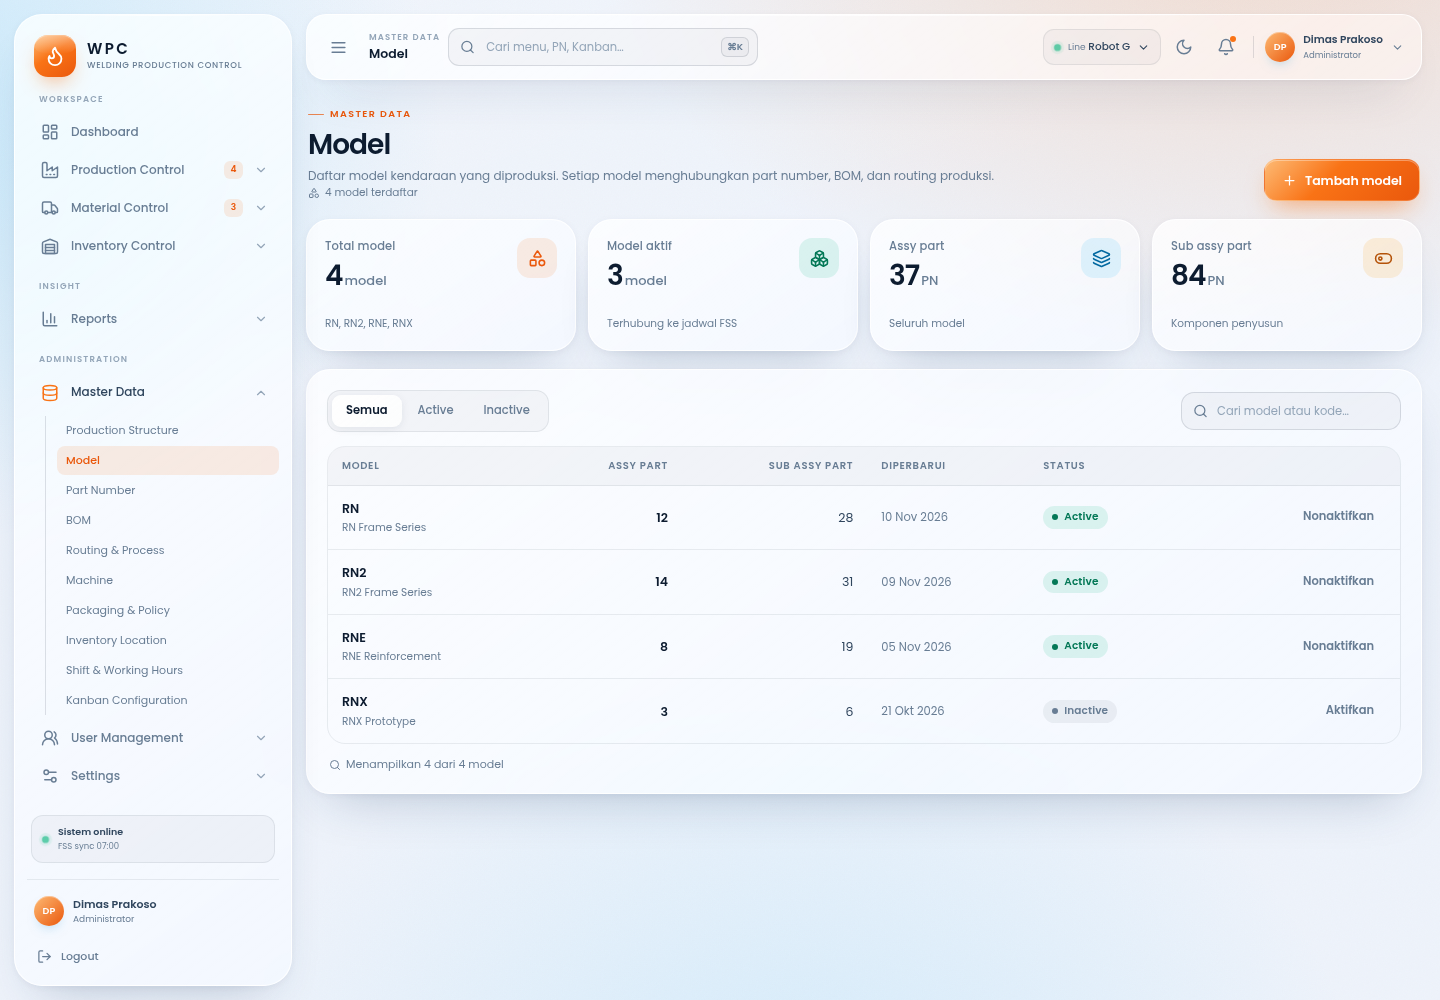 WPC
WELDING PRODUCTION CONTROL
WORKSPACE
Dashboard
Production Control 4
Material Control 3
Inventory Control
INSIGHT
Reports
ADMINISTRATION
Master Data
Production Structure
Model
Part Number
BOM
Routing & Process
Machine
Packaging & Policy
Inventory Location
Shift & Working Hours
Kanban Configuration
User Management
Settings
Sistem online
FSS sync 07:00
DP
Dimas Prakoso
Administrator
Logout
MASTER DATA
Model
Cari menu, PN, Kanban... ⌘K
Line Robot G
DP
Dimas Prakoso
Administrator
MASTER DATA
Model
Daftar model kendaraan yang diproduksi. Setiap model menghubungkan part number, BOM, dan routing produksi.
4 model terdaftar
Tambah model
Total model
4 model
RN, RN2, RNE, RNX
Model aktif
3 model
Terhubung ke jadwal FSS
Assy part
37 PN
Seluruh model
Sub assy part
84 PN
Komponen penyusun
Semua Active Inactive
Cari model atau kode...
MODEL ASSY PART SUB ASSY PART DIPERBARUI STATUS
RN
RN Frame Series
12 28 10 Nov 2026 Active Nonaktifkan
RN2
RN2 Frame Series
14 31 09 Nov 2026 Active Nonaktifkan
RNE
RNE Reinforcement
8 19 05 Nov 2026 Active Nonaktifkan
RNX
RNX Prototype
3 6 21 Okt 2026 Inactive Aktifkan
Menampilkan 4 dari 4 model